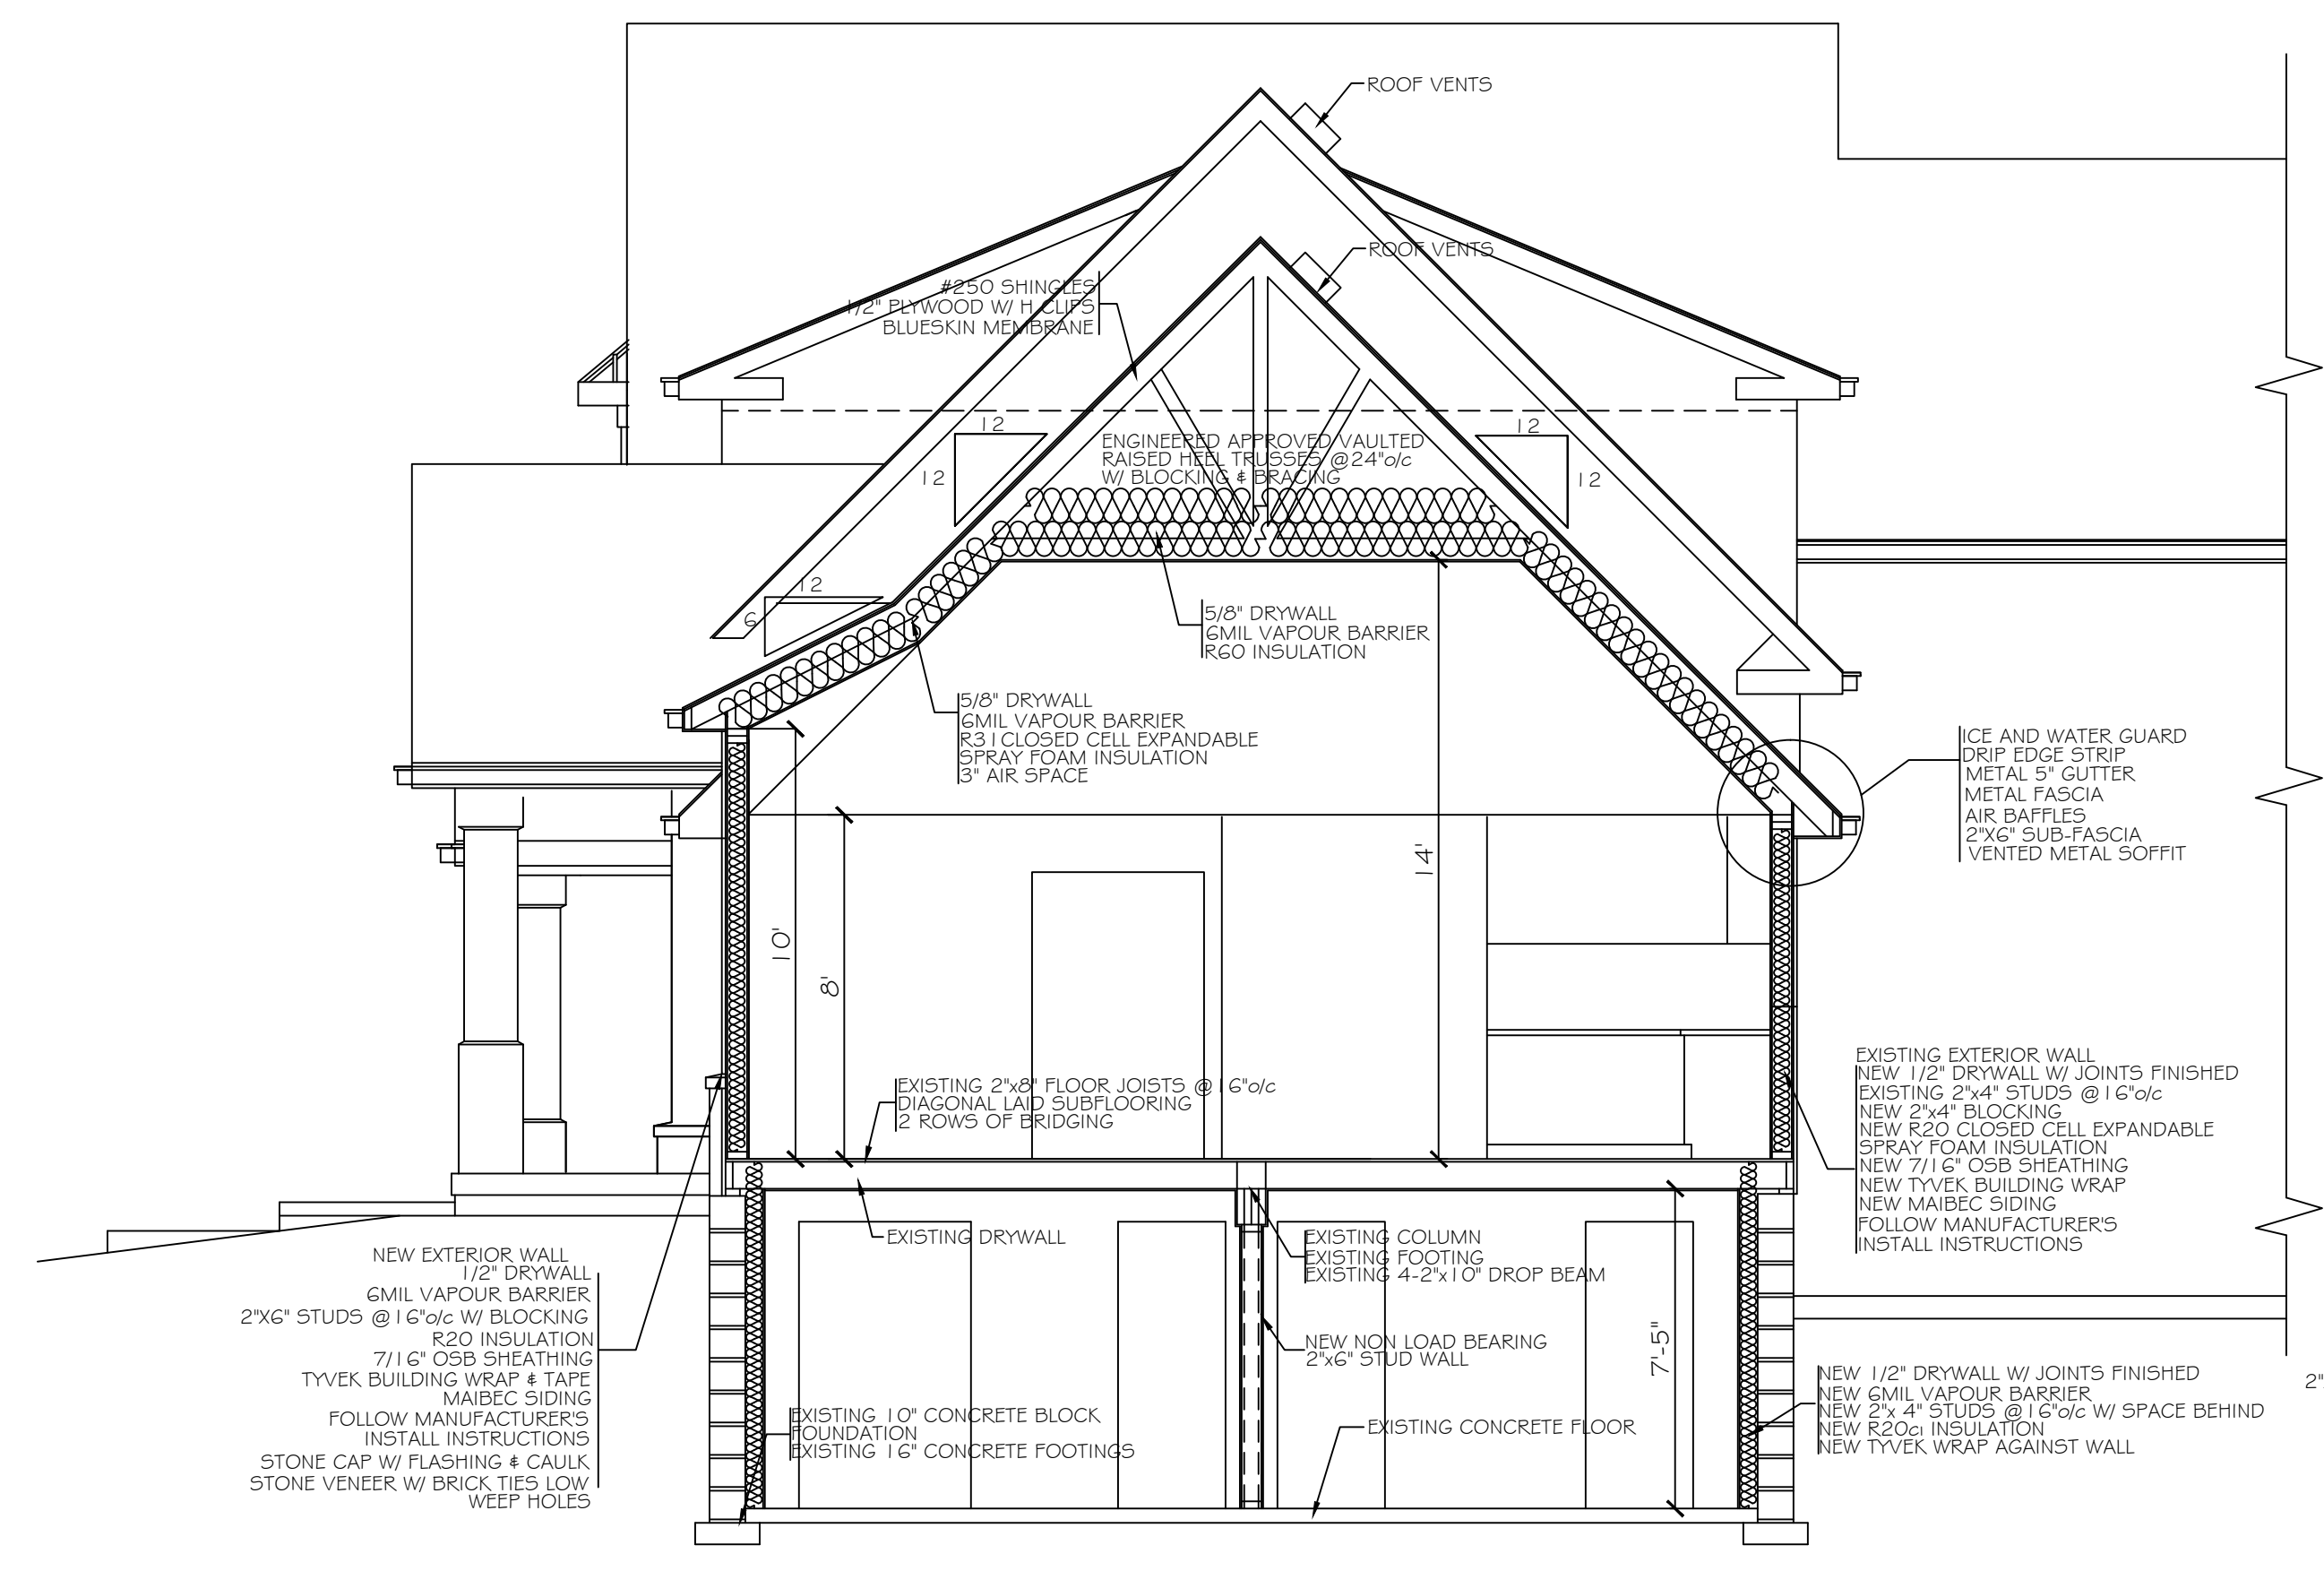 ROOF VENTS
ROOF VENTS
#250 SHINGLES
1/2" PLYWOOD W/ H CLIPS
BLUESKIN MEMBRANE
12
12
ENGINEERED APPROVED VAULTED
RAISED HEEL TRUSSES @24"o/c
W/ BLOCKING & BRACING
12
12
12
6
5/8" DRYWALL
6MIL VAPOUR BARRIER
R60 INSULATION
5/8" DRYWALL
6MIL VAPOUR BARRIER
R31CLOSED CELL EXPANDABLE
SPRAY FOAM INSULATION
3" AIR SPACE
ICE AND WATER GUARD
DRIP EDGE STRIP
METAL 5" GUTTER
METAL FASCIA
AIR BAFFLES
2"X6" SUB-FASCIA
VENTED METAL SOFFIT
10'
8'
14'
EXISTING EXTERIOR WALL
NEW 1/2" DRYWALL W/ JOINTS FINISHED
EXISTING 2"x4" STUDS @16"o/c
NEW 2"x4" BLOCKING
NEW R20 CLOSED CELL EXPANDABLE
SPRAY FOAM INSULATION
NEW 7/16" OSB SHEATHING
NEW TYVEK BUILDING WRAP
NEW MAIBEC SIDING
FOLLOW MANUFACTURER'S
INSTALL INSTRUCTIONS
EXISTING 2"x8" FLOOR JOISTS @16"o/c
DIAGONAL LAID SUBFLOORING
2 ROWS OF BRIDGING
EXISTING DRYWALL
EXISTING COLUMN
EXISTING FOOTING
EXISTING 4-2"x10" DROP BEAM
NEW EXTERIOR WALL
1/2" DRYWALL
6MIL VAPOUR BARRIER
2"X6" STUDS @16"o/c W/ BLOCKING
R20 INSULATION
7/16" OSB SHEATHING
TYVEK BUILDING WRAP & TAPE
MAIBEC SIDING
FOLLOW MANUFACTURER'S
INSTALL INSTRUCTIONS
STONE CAP W/ FLASHING & CAULK
STONE VENEER W/ BRICK TIES LOW
WEEP HOLES
NEW NON LOAD BEARING
2"x6" STUD WALL
7'-5"
EXISTING 10" CONCRETE BLOCK
FOUNDATION
EXISTING 16" CONCRETE FOOTINGS
EXISTING CONCRETE FLOOR
NEW 1/2" DRYWALL W/ JOINTS FINISHED
NEW 6MIL VAPOUR BARRIER
NEW 2"x 4" STUDS @16"o/c W/ SPACE BEHIND
NEW R20ci INSULATION
NEW TYVEK WRAP AGAINST WALL
2"